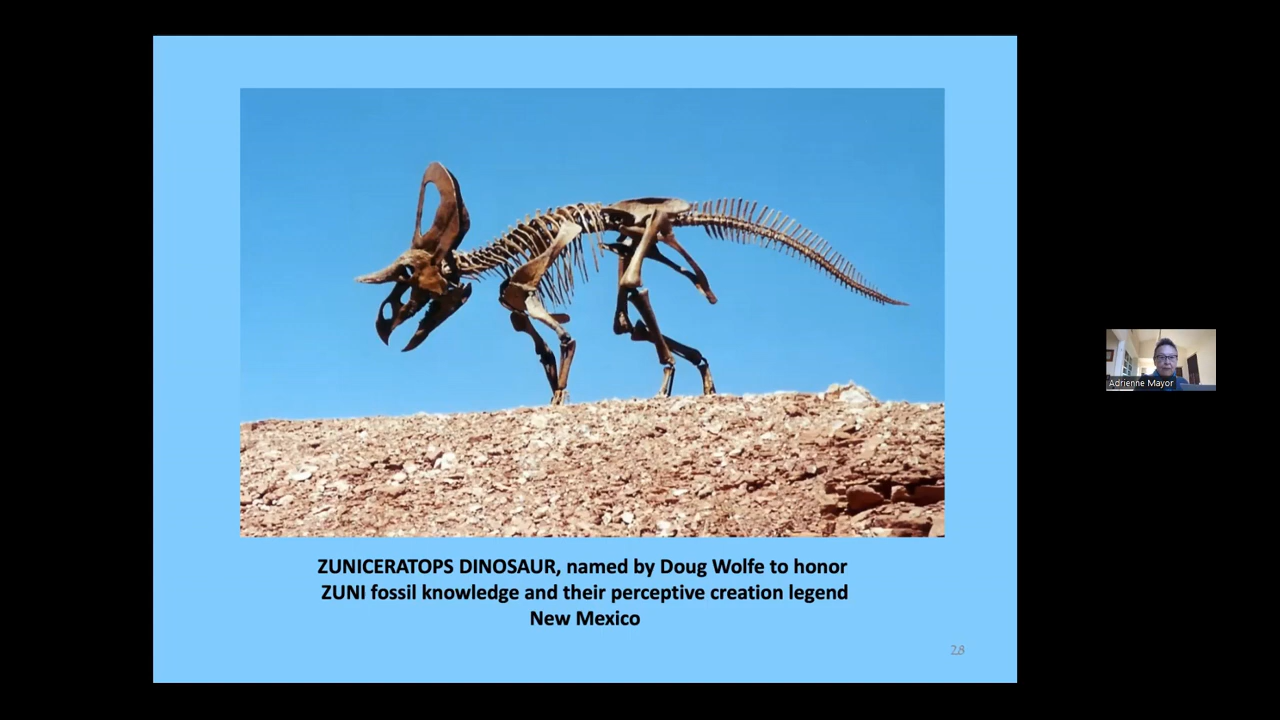 ZUNICERATOPS DINOSAUR, named by Doug Wolfe to honor
ZUNI fossil knowledge and their perceptive creation legend
New Mexico
28
Adrienne Mayor